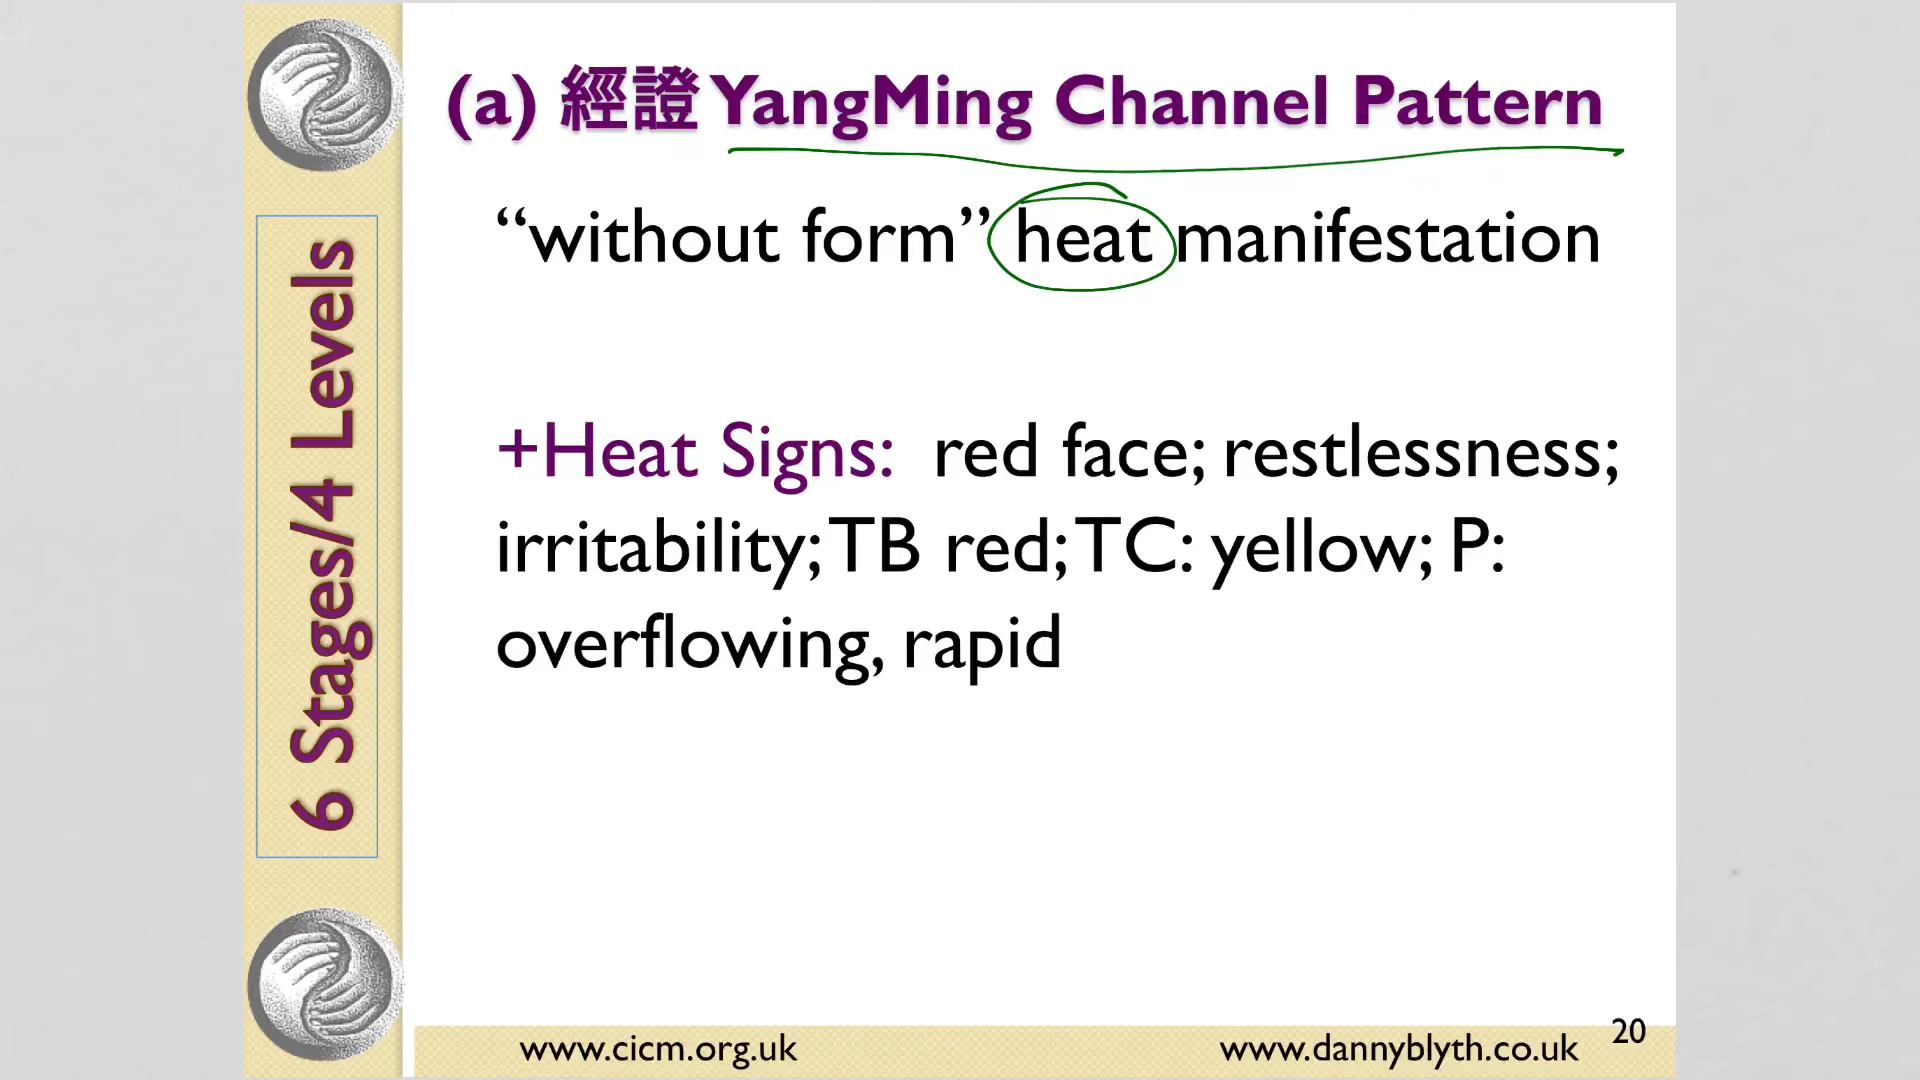 (a) 經證 YangMing Channel Pattern
“without form” heat manifestation
+Heat Signs: red face; restlessness;
irritability; TB red; TC: yellow; P:
overflowing, rapid
6 Stages/4 Levels
www.cicm.org.uk
www.dannyblyth.co.uk
20